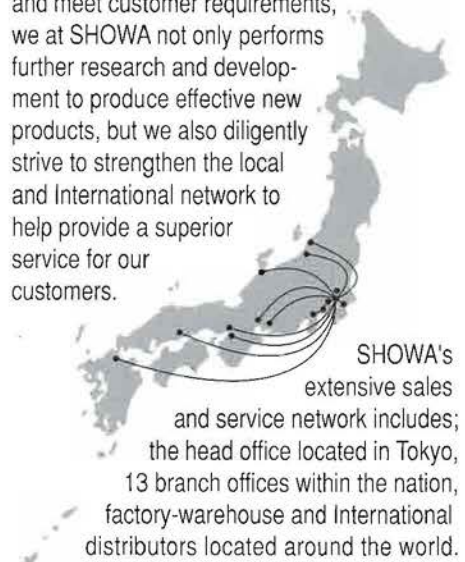 and meet customer requirements,
we at SHOWA not only performs
further research and develop-
ment to produce effective new
products, but we also diligently
strive to strengthen the local
and International network to
help provide a superior
service for our
customers.
SHOWA's
extensive sales
and service network includes;
the head office located in Tokyo,
13 branch offices within the nation,
factory-warehouse and International
distributors located around the world.